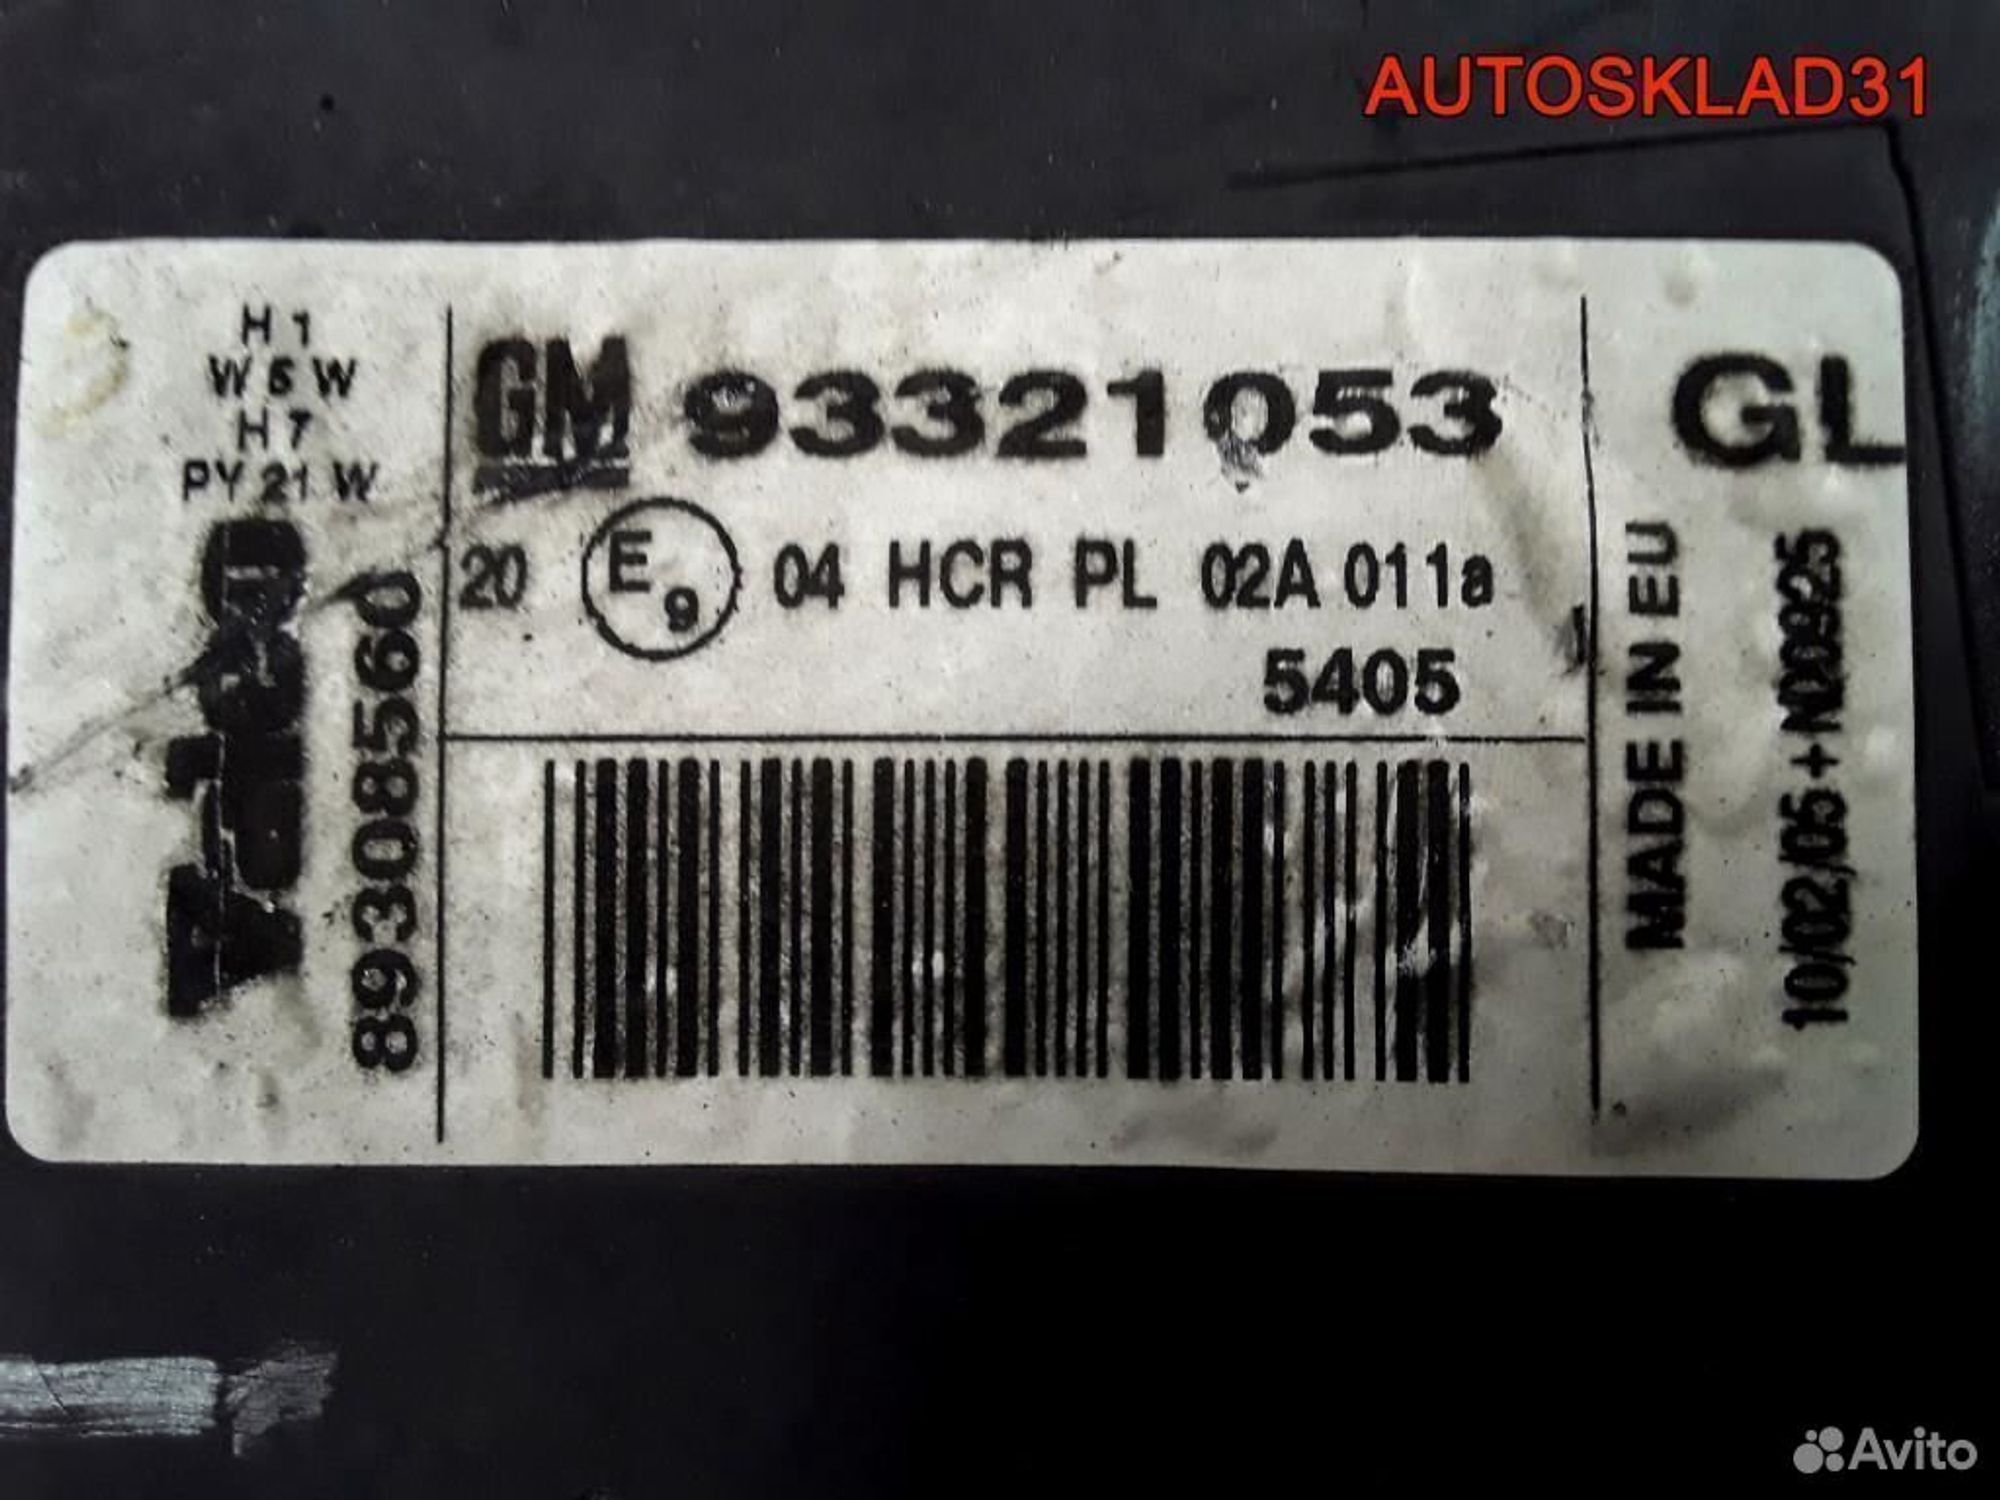 AUTOSKLAD31
H1
W5W
H7
PY21W
Valeo
89308560
GM 93321053
20 E9 04 HCR PL 02A 011a
5405
GL
MADE IN EU
10/02/05+N00925
Avito